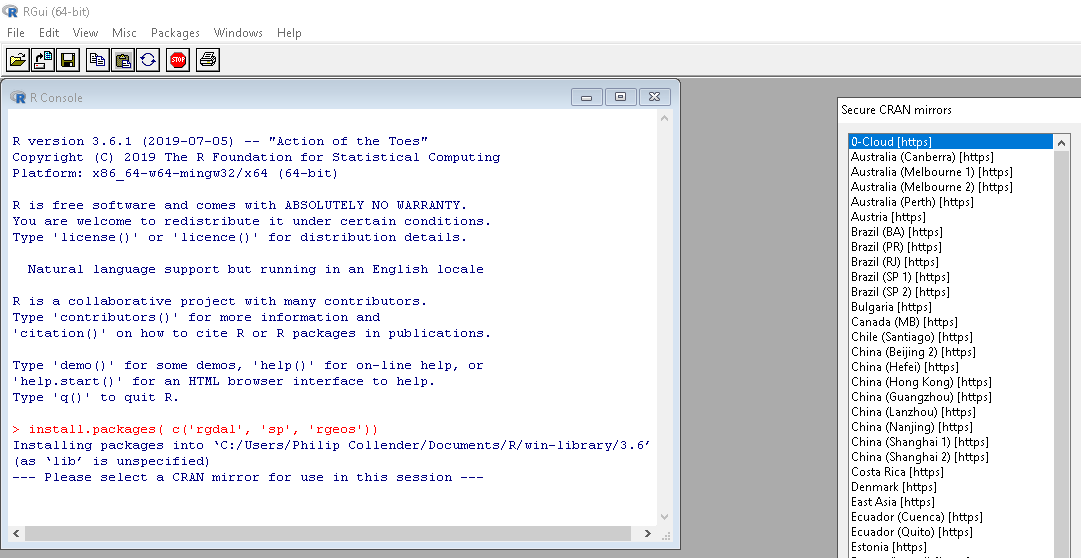 RGui (64-bit)
File Edit View Misc Packages Windows Help
STOP
R Console
R version 3.6.1 (2019-07-05) -- "Action of the Toes"
Copyright (C) 2019 The R Foundation for Statistical Computing
Platform: x86_64-w64-mingw32/x64 (64-bit)
R is free software and comes with ABSOLUTELY NO WARRANTY.
You are welcome to redistribute it under certain conditions.
Type 'license()' or 'licence()' for distribution details.
Natural language support but running in an English locale
R is a collaborative project with many contributors.
Type 'contributors()' for more information and
'citation()' on how to cite R or R packages in publications.
Type 'demo()' for some demos, 'help()' for on-line help, or
'help.start()' for an HTML browser interface to help.
Type 'q()' to quit R.
> install.packages( c('rgdal', 'sp', 'rgeos'))
Installing packages into ‘C:/Users/Philip Collender/Documents/R/win-library/3.6’
(as ‘lib’ is unspecified)
--- Please select a CRAN mirror for use in this session ---
Secure CRAN mirrors
0-Cloud [https]
Australia (Canberra) [https]
Australia (Melbourne 1) [https]
Australia (Melbourne 2) [https]
Australia (Perth) [https]
Austria [https]
Brazil (BA) [https]
Brazil (PR) [https]
Brazil (RJ) [https]
Brazil (SP 1) [https]
Brazil (SP 2) [https]
Bulgaria [https]
Canada (MB) [https]
Chile (Santiago) [https]
China (Beijing 2) [https]
China (Hefei) [https]
China (Hong Kong) [https]
China (Guangzhou) [https]
China (Lanzhou) [https]
China (Nanjing) [https]
China (Shanghai 1) [https]
China (Shanghai 2) [https]
Costa Rica [https]
Denmark [https]
East Asia [https]
Ecuador (Cuenca) [https]
Ecuador (Quito) [https]
Estonia [https]